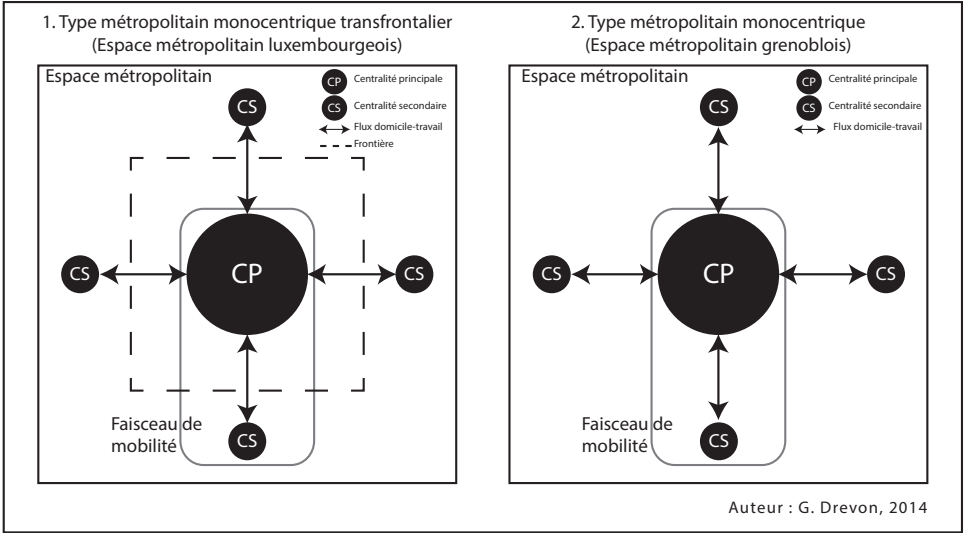 1. Type métropolitain monocentrique transfrontalier
(Espace métropolitain luxembourgeois)
Espace métropolitain
CP Centralité principale
CS Centralité secondaire
Flux domicile-travail
Frontière
CS
CS
CP
CS
Faisceau de
mobilité
CS
2. Type métropolitain monocentrique
(Espace métropolitain grenoblois)
Espace métropolitain
CP Centralité principale
CS Centralité secondaire
Flux domicile-travail
CS
CS
CP
CS
Faisceau de
mobilité
CS
Auteur : G. Drevon, 2014